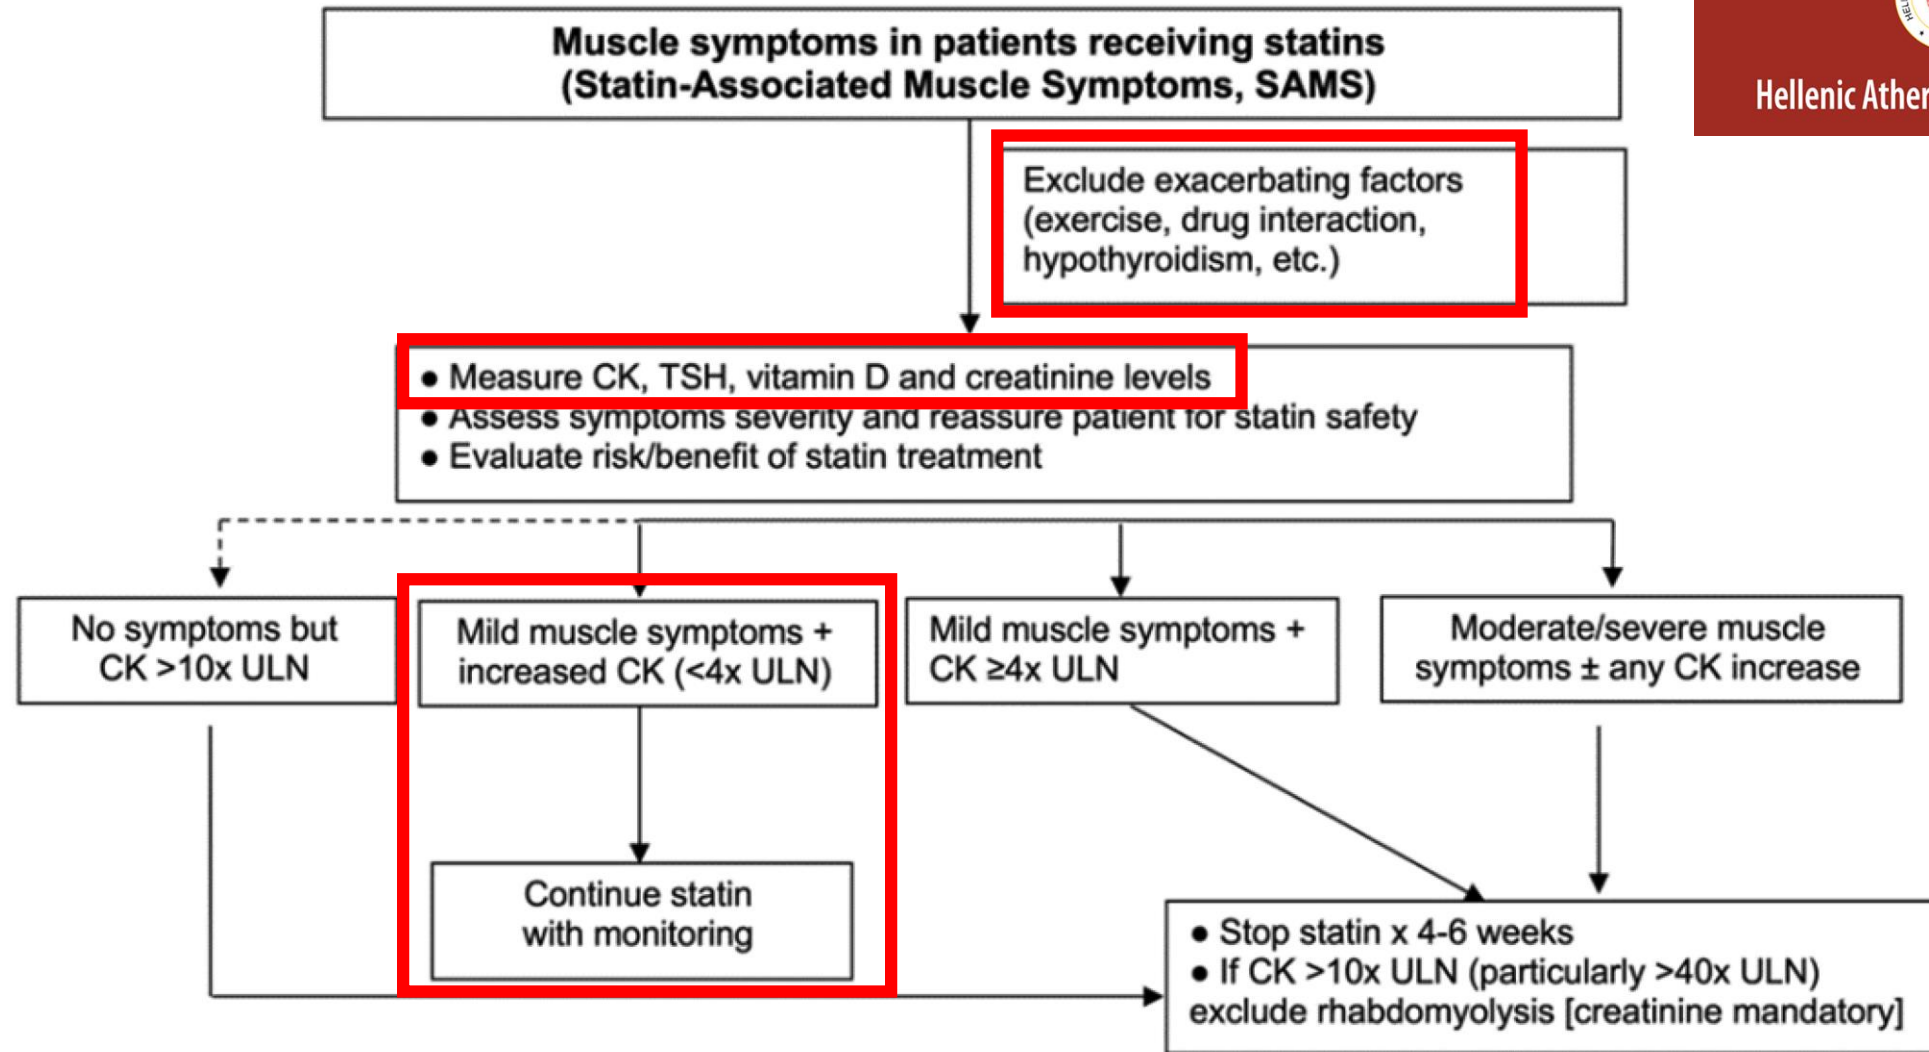 Muscle symptoms in patients receiving statins
(Statin-Associated Muscle Symptoms, SAMS)
Hellenic
Exclude exacerbating factors
(exercise, drug interaction,
hypothyroidism, etc.)
● Measure CK, TSH, vitamin D and creatinine levels
● Assess symptoms severity and reassure patient for statin safety
● Evaluate risk/benefit of statin treatment
No symptoms but
CK >10x ULN
Mild muscle symptoms +
increased CK (<4x ULN)
Mild muscle symptoms +
CK ≥4x ULN
Moderate/severe muscle
symptoms ± any CK increase
Continue statin
with monitoring
● Stop statin x 4-6 weeks
● If CK >10x ULN (particularly >40x ULN)
exclude rhabdomyolysis [creatinine mandatory]